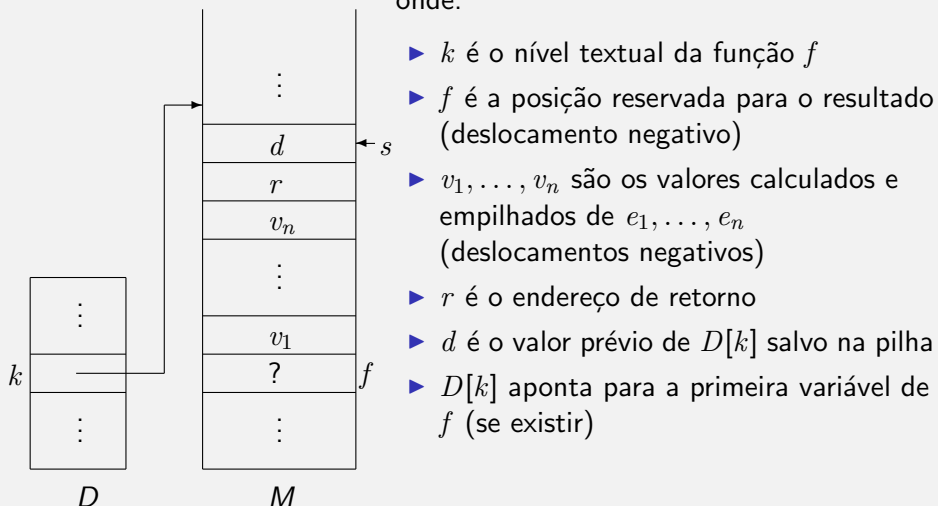 onde:
▶ k é o nível textual da função f
▶ f é a posição reservada para o resultado
(deslocamento negativo)
▶ v₁, . . . , vₙ são os valores calculados e
empilhados de e₁, . . . , eₙ
(deslocamentos negativos)
▶ r é o endereço de retorno
▶ d é o valor prévio de D[k] salvo na pilha
▶ D[k] aponta para a primeira variável de
f (se existir)
⋮
d
s
r
vₙ
⋮
⋮
v₁
k
?
f
⋮
⋮
D
M